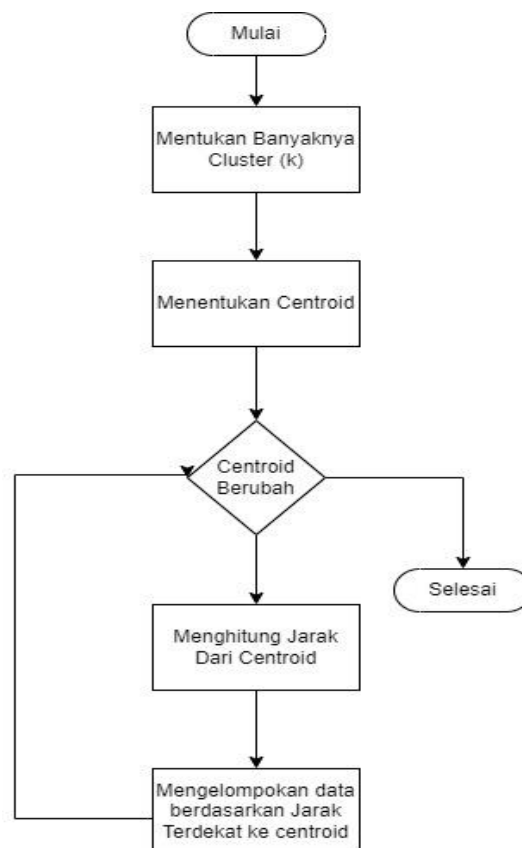 Mulai
Mentukan Banyaknya
Cluster (k)
Menentukan Centroid
Centroid
Berubah
Selesai
Menghitung Jarak
Dari Centroid
Mengelompokan data
berdasarkan Jarak
Terdekat ke centroid